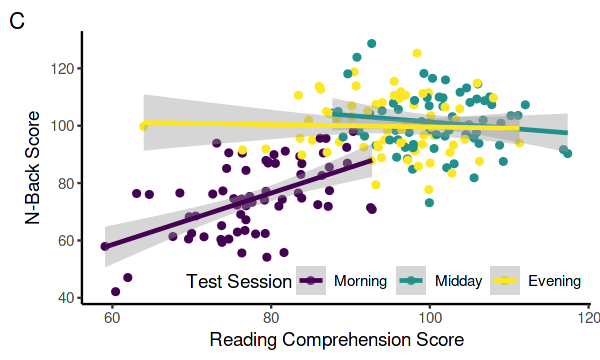 C
120
100
80
60
40
N-Back Score
Test Session Morning Midday Evening
60 80 100 120
Reading Comprehension Score